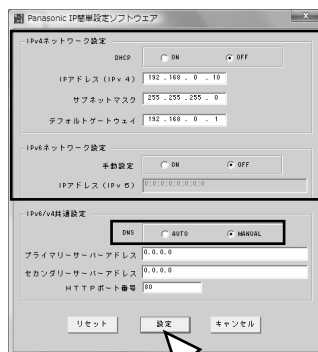 Panasonic IP簡単設定ソフトウェア
IPv4ネットワーク設定
DHCP ON OFF
IPアドレス(IPv4) 192 . 168 . 0 . 10
サブネットマスク 255 . 255 . 255 . 0
デフォルトゲートウェイ 192 . 168 . 0 . 1
IPv6ネットワーク設定
手動設定 ON OFF
IPアドレス(IPv6) 0:0:0:0:0:0:0:0
IPv6/v4共通設定
DNS AUTO MANUAL
プライマリーサーバーアドレス 0.0.0.0
セカンダリーサーバーアドレス 0.0.0.0
HTTPポート番号 80
リセット 設定 キャンセル